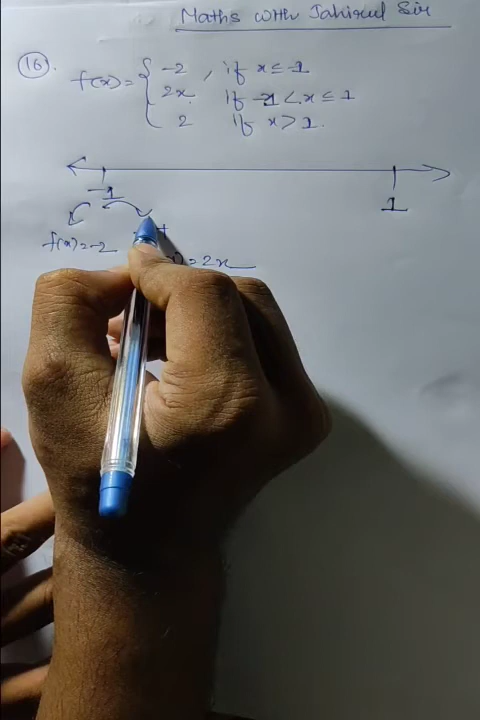 Maths with Jahirul Sir
16. f(x) = { -2 , if x ≤ -1
2x. if -1 < x ≤ 1
2 if x > 1.
-1 1
f(x) = -2
) = 2x